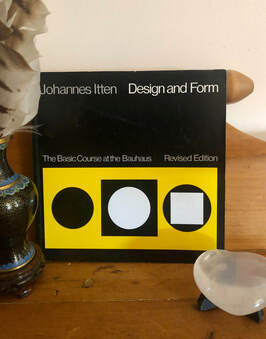 Johannes Itten Design and Form
The Basic Course at the Bauhaus Revised Edition